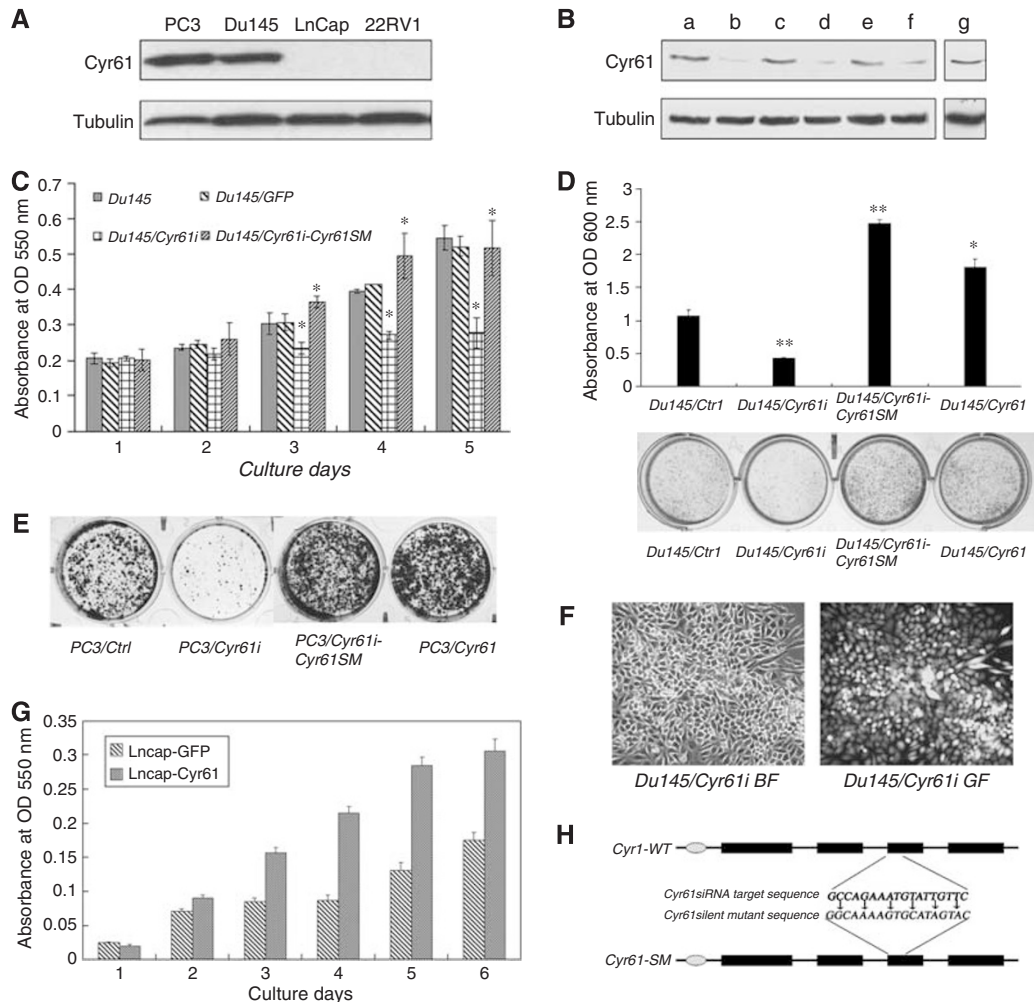 A
PC3 Du145 LnCap 22RV1
Cyr61
Tubulin
B
a b c d e f g
Cyr61
Tubulin
C
0.7
0.6
0.5
0.4
0.3
0.2
0.1
0
Absorbance at OD 550 nm
Du145 Du145/GFP
Du145/Cyr61i Du145/Cyr61i-Cyr61SM
* * * * * *
1 2 3 4 5
Culture days
D
3
2.5
2
1.5
1
0.5
0
Absorbance at OD 600 nm
** ** *
Du145/Ctr1 Du145/Cyr61i Du145/Cyr61i-Cyr61SM Du145/Cyr61
Du145/Ctr1 Du145/Cyr61i Du145/Cyr61i-Cyr61SM Du145/Cyr61
E
PC3/Ctrl PC3/Cyr61i PC3/Cyr61i-Cyr61SM PC3/Cyr61
F
Du145/Cyr61i BF Du145/Cyr61i GF
G
0.35
0.3
0.25
0.2
0.15
0.1
0.05
0
Absorbance at OD 550 nm
Lncap-GFP
Lncap-Cyr61
1 2 3 4 5 6
Culture days
H
Cyr1-WT
Cyr61siRNA target sequence GCCAGAAATGTATTGTTC
Cyr61silent mutant sequence GGCAAAAGTGCATAGTAC
Cyr61-SM